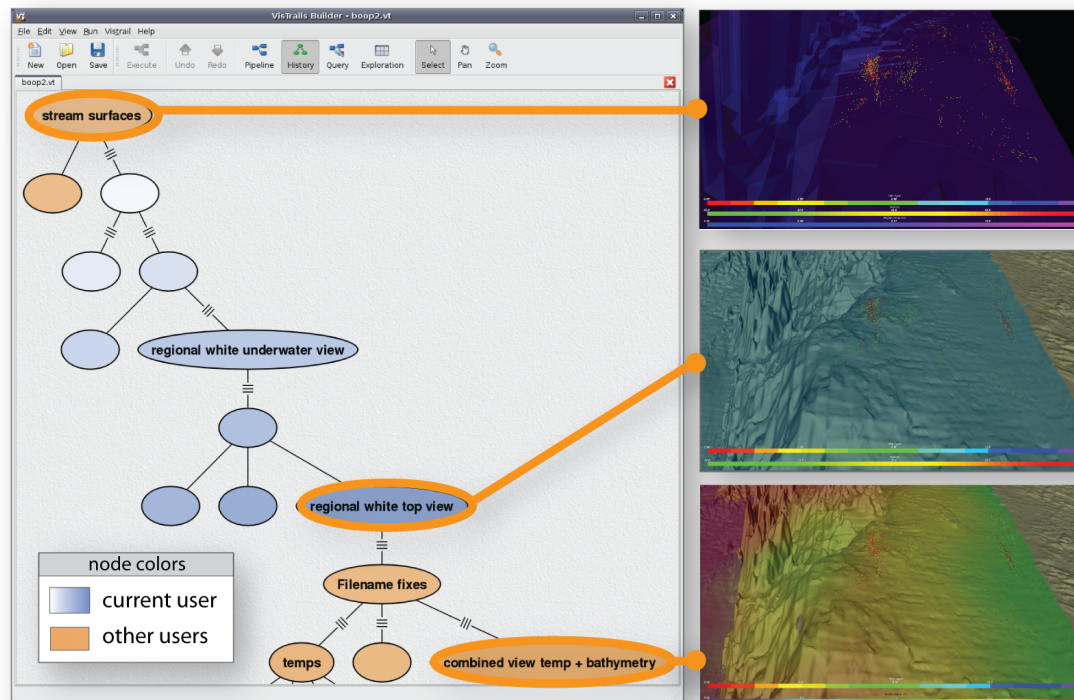 VisTrails Builder - boop2.vt
File Edit View Run Vistrail Help
New Open Save Execute Undo Redo Pipeline History Query Exploration Select Pan Zoom
boop2.vt
stream surfaces
regional white underwater view
regional white top view
Filename fixes
temps
combined view temp + bathymetry
node colors
current user
other users